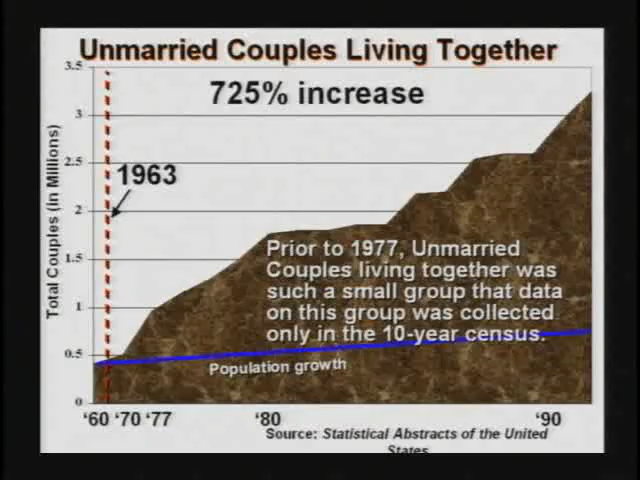 Unmarried Couples Living Together
725% increase
1963
Total Couples (in Millions)
3.5
3
2.5
2
1.5
1
0.5
0
Prior to 1977, Unmarried
Couples living together was
such a small group that data
on this group was collected
only in the 10-year census.
Population growth
‘60 ‘70 ‘77 ‘80 ‘90
Source: Statistical Abstracts of the United
States